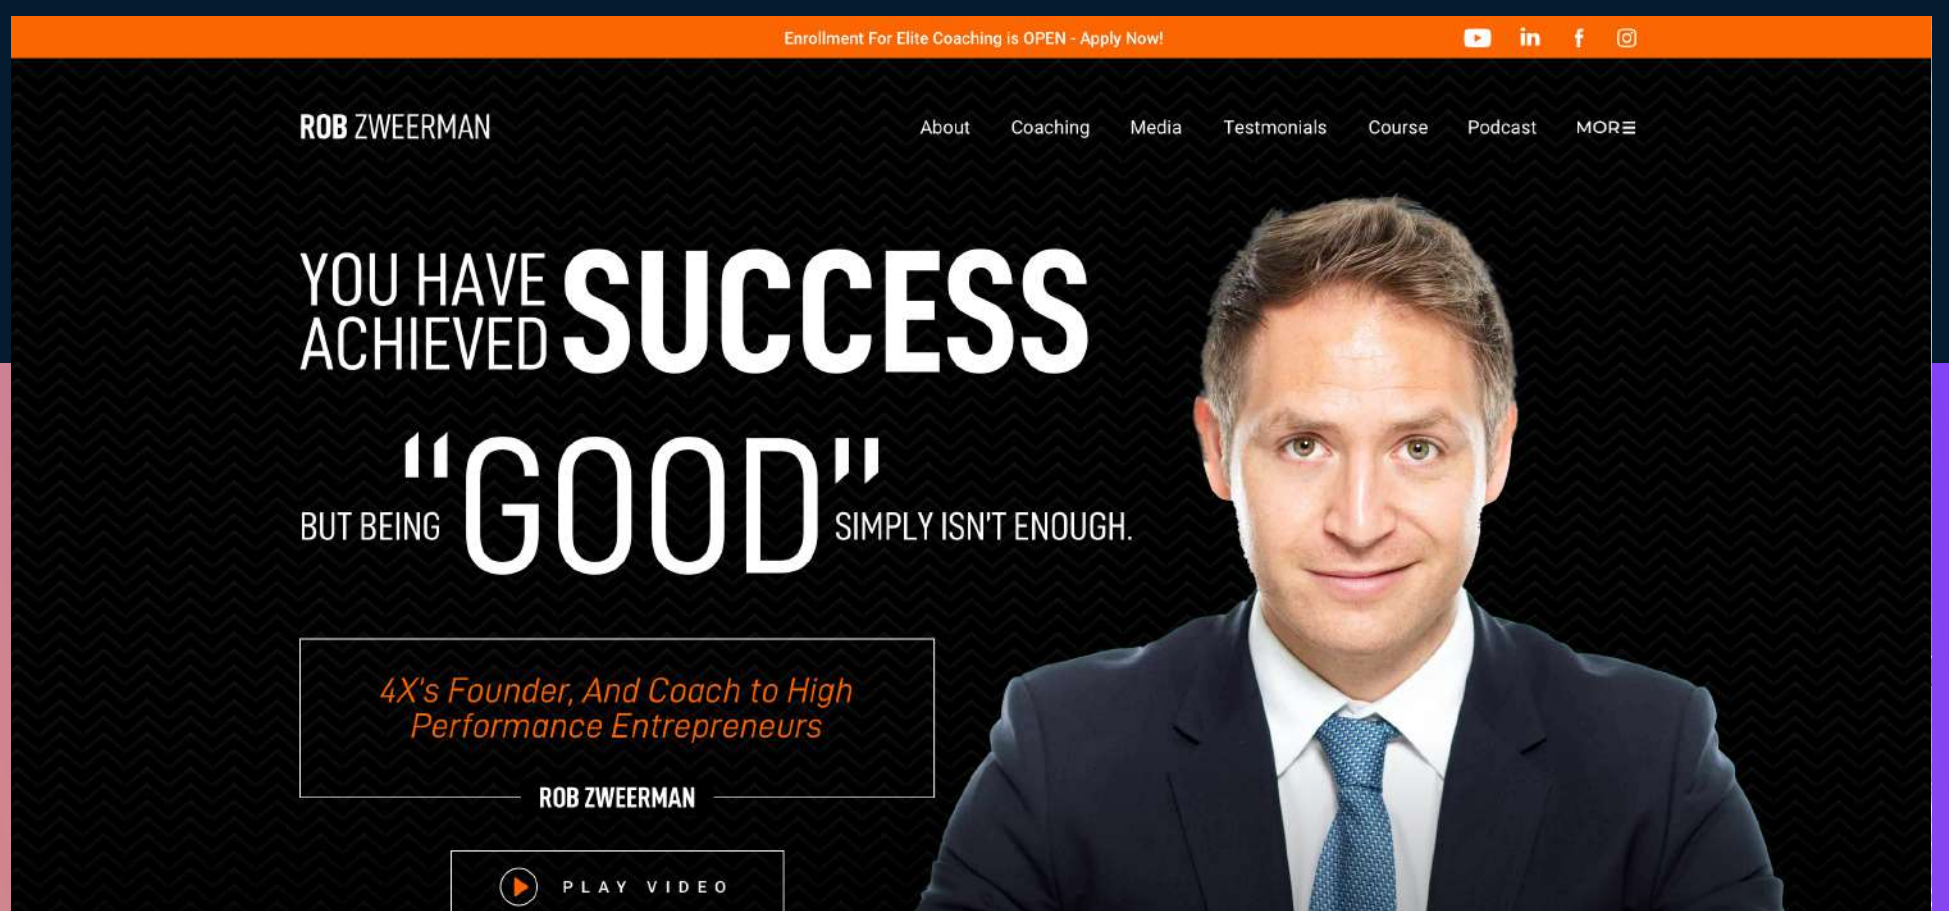 Enrollment For Elite Coaching is OPEN - Apply Now!
ROB ZWEERMAN
About Coaching Media Testmonials Course Podcast MORE
YOU HAVE
ACHIEVED SUCCESS
BUT BEING “GOOD” SIMPLY ISN'T ENOUGH.
4X's Founder, And Coach to High
Performance Entrepreneurs
ROB ZWEERMAN
PLAY VIDEO